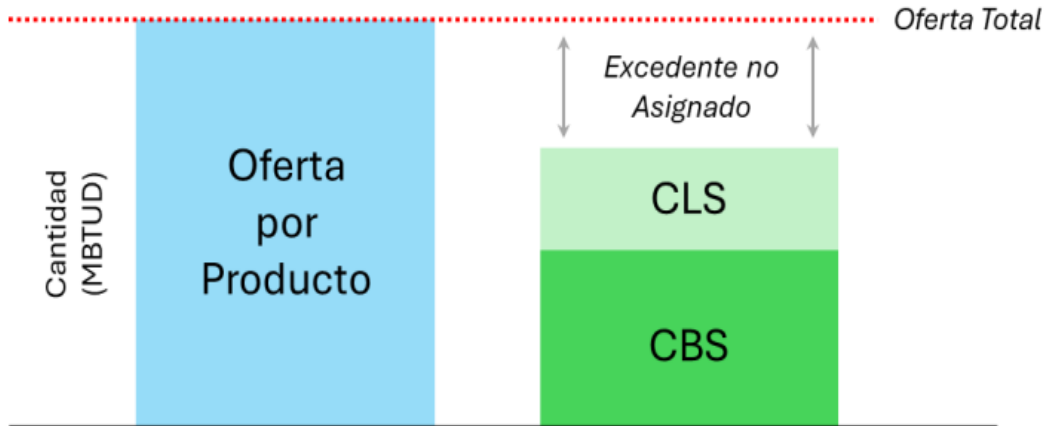 Oferta Total
Excedente no
Asignado
Oferta
por
Producto
Cantidad
(MBTUD)
CLS
CBS